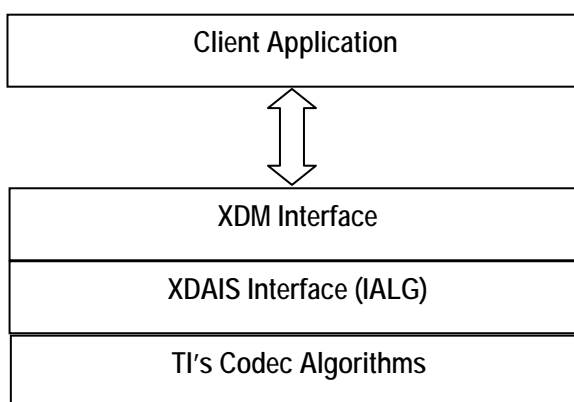 Client Application
XDM Interface
XDAIS Interface (IALG)
TI's Codec Algorithms